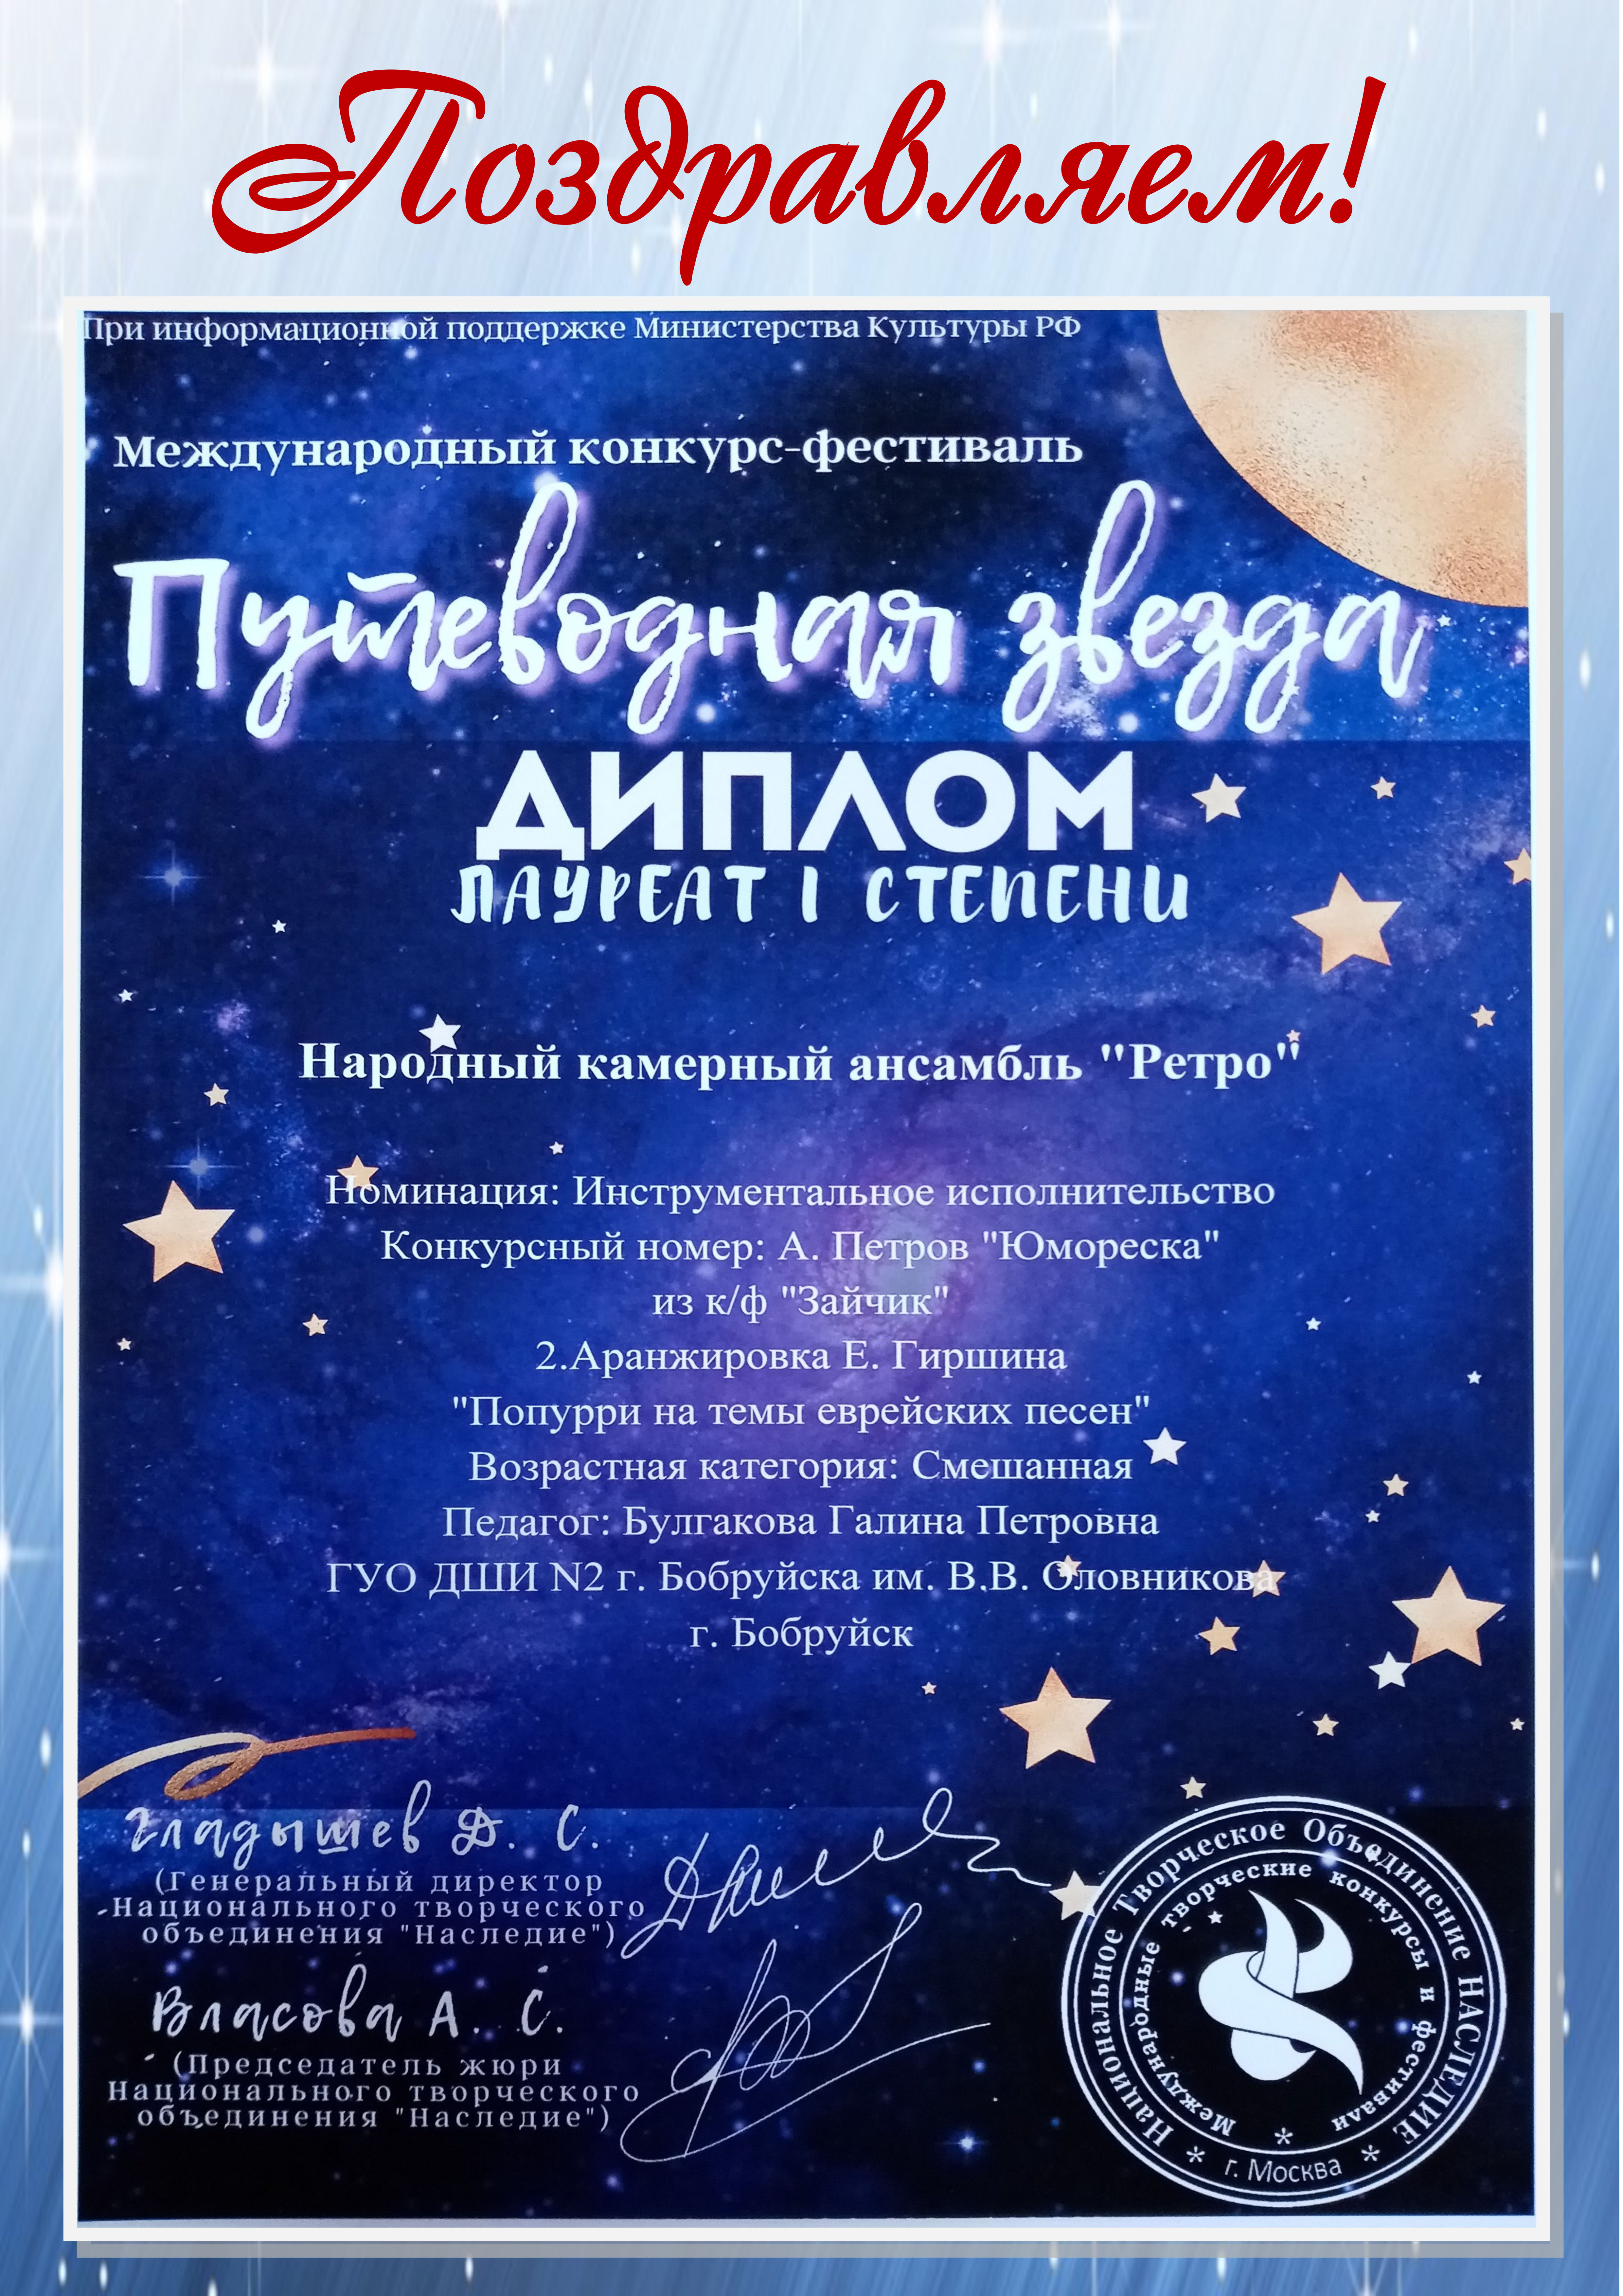 Поздравляем!
При информационной поддержке Министерства Культуры РФ
Международный конкурс-фестиваль
Путеводная звезда
ДИПЛОМ
ЛАУРЕАТ I СТЕПЕНИ
Народный камерный ансамбль "Ретро"
Номинация: Инструментальное исполнительство
Конкурсный номер: А. Петров "Юмореска"
из к/ф "Зайчик"
2.Аранжировка Е. Гиршина
"Попурри на темы еврейских песен"
Возрастная категория: Смешанная
Педагог: Булгакова Галина Петровна
ГУО ДШИ N2 г. Бобруйска им. В.В. Оловникова
г. Бобруйск
Гладышев Д. С.
(Генеральный директор
Национального творческого
объединения "Наследие")
Власова А. С.
(Председатель жюри
Национального творческого
объединения "Наследие")
* Национальное Творческое Объединение НАСЛЕДИЕ *
Международные творческие конкурсы и фестивали *
г. Москва